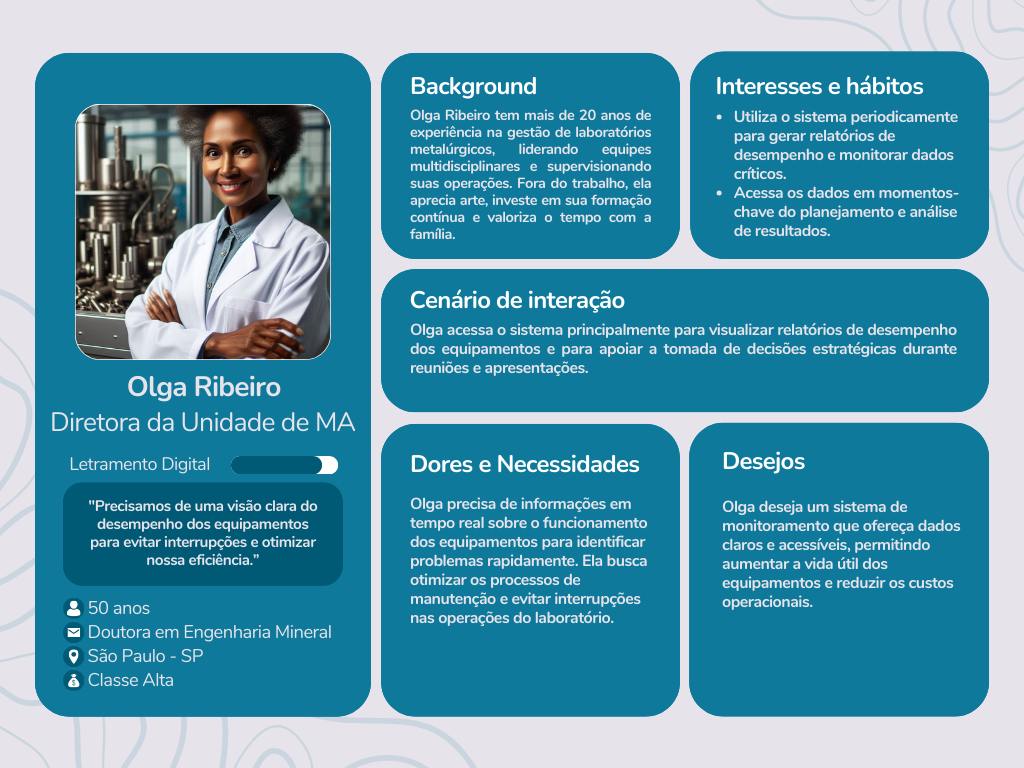 Olga Ribeiro
Diretora da Unidade de MA
Letramento Digital
"Precisamos de uma visão clara do
desempenho dos equipamentos
para evitar interrupções e otimizar
nossa eficiência.”
50 anos
Doutora em Engenharia Mineral
São Paulo - SP
Classe Alta
Background
Olga Ribeiro tem mais de 20 anos de
experiência na gestão de laboratórios
metalúrgicos, liderando equipes
multidisciplinares e supervisionando
suas operações. Fora do trabalho, ela
aprecia arte, investe em sua formação
contínua e valoriza o tempo com a
família.
Interesses e hábitos
• Utiliza o sistema periodicamente
para gerar relatórios de
desempenho e monitorar dados
críticos.
• Acessa os dados em momentos-
chave do planejamento e análise
de resultados.
Cenário de interação
Olga acessa o sistema principalmente para visualizar relatórios de desempenho
dos equipamentos e para apoiar a tomada de decisões estratégicas durante
reuniões e apresentações.
Dores e Necessidades
Olga precisa de informações em
tempo real sobre o funcionamento
dos equipamentos para identificar
problemas rapidamente. Ela busca
otimizar os processos de
manutenção e evitar interrupções
nas operações do laboratório.
Desejos
Olga deseja um sistema de
monitoramento que ofereça dados
claros e acessíveis, permitindo
aumentar a vida útil dos
equipamentos e reduzir os custos
operacionais.